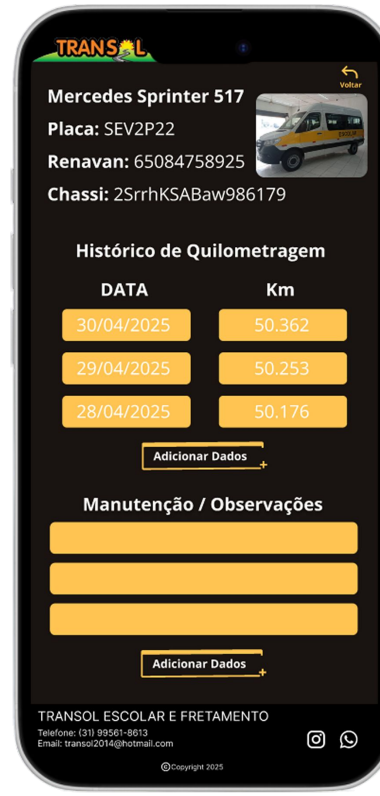 TRANSOL
Voltar
Mercedes Sprinter 517
Placa: SEV2P22
Renavan: 65084758925
Chassi: 2SrrhKSABaw986179
ESCOLAR
Histórico de Quilometragem
DATA Km
30/04/2025 50.362
29/04/2025 50.253
28/04/2025 50.176
Adicionar Dados
Manutenção / Observações
Adicionar Dados
TRANSOL ESCOLAR E FRETAMENTO
Telefone: (31) 99561-8613
Email: transol2014@hotmail.com
©Copyright 2025